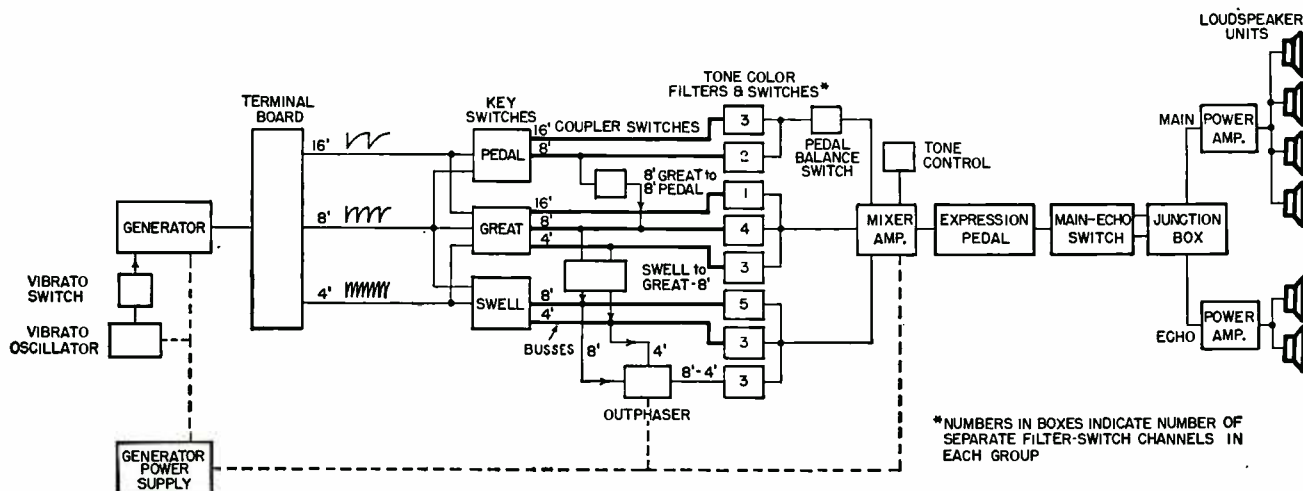 LOUDSPEAKER
UNITS
TONE COLOR
FILTERS & SWITCHES*
TERMINAL
BOARD
KEY
SWITCHES
16'
COUPLER SWITCHES
3
MAIN
POWER
AMP.
16'
PEDAL
8'
2
PEDAL
BALANCE
SWITCH
TONE
CONTROL
8' GREAT to
8' PEDAL
16'
1
GENERATOR
8'
GREAT
8'
4
MIXER
AMP.
EXPRESSION
PEDAL
MAIN-ECHO
SWITCH
JUNCTION
BOX
4'
3
SWELL to
GREAT-8'
VIBRATO
SWITCH
4'
SWELL
8'
5
4'
3
VIBRATO
OSCILLATOR
BUSSES
8'
4'
8'-4'
3
ECHO
POWER
AMP.
OUTPHASER
*NUMBERS IN BOXES INDICATE NUMBER OF
SEPARATE FILTER-SWITCH CHANNELS IN
EACH GROUP
GENERATOR
POWER
SUPPLY